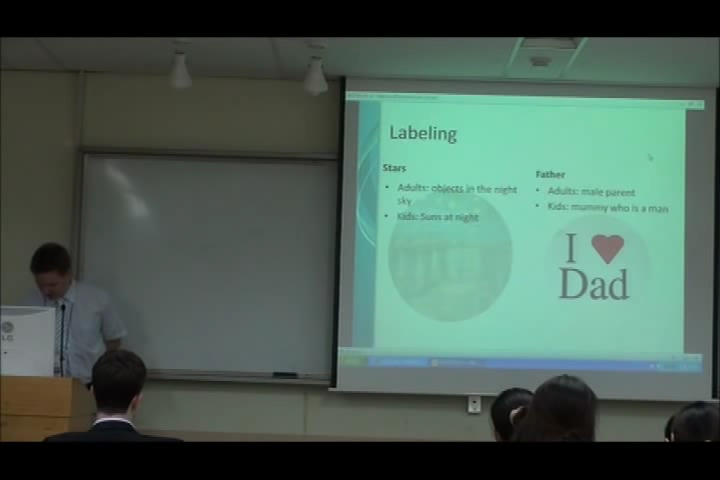 Labeling
Stars
• Adults: objects in the night
sky
• Kids: Suns at night
Father
• Adults: male parent
• Kids: mummy who is a man
I ♥
Dad
LG